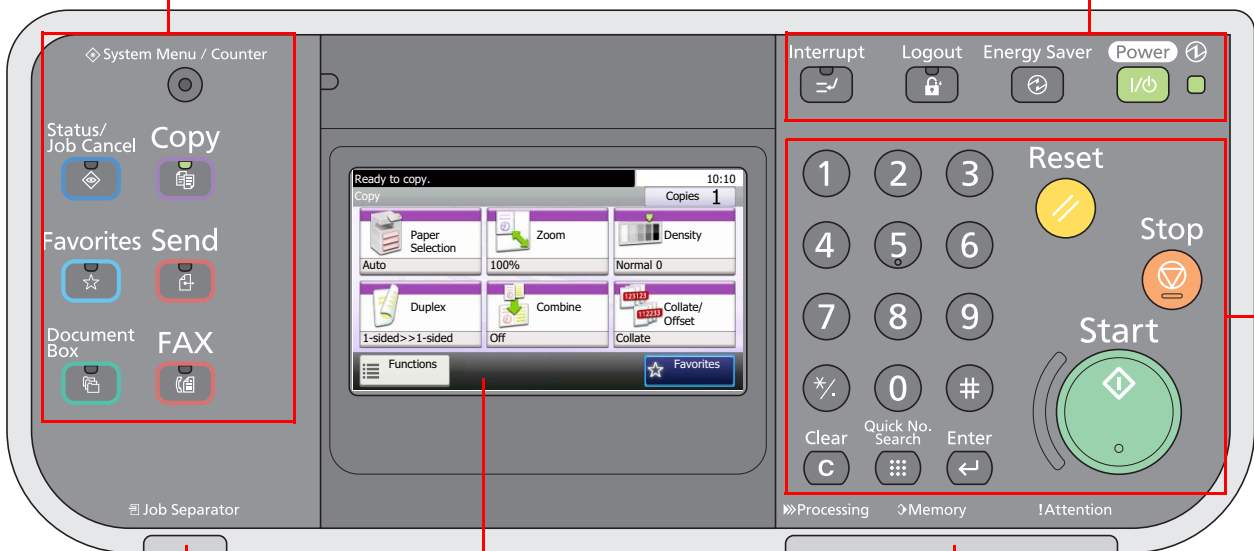 System Menu / Counter
Status/
Job Cancel
Copy
Favorites
Send
Document
Box
FAX
Job Separator
Ready to copy.
10:10
Copy
Copies 1
Paper
Selection
Auto
Zoom
100%
Density
Normal 0
Duplex
1-sided>>1-sided
Combine
Off
123123
112233
Collate/
Offset
Collate
Functions
Favorites
Interrupt
Logout
Energy Saver
Power
I/⏻
1
2
3
Reset
4
5
6
Stop
7
8
9
Start
*/.
0
#
Clear
Quick No.
Search
Enter
C
Processing
Memory
!Attention